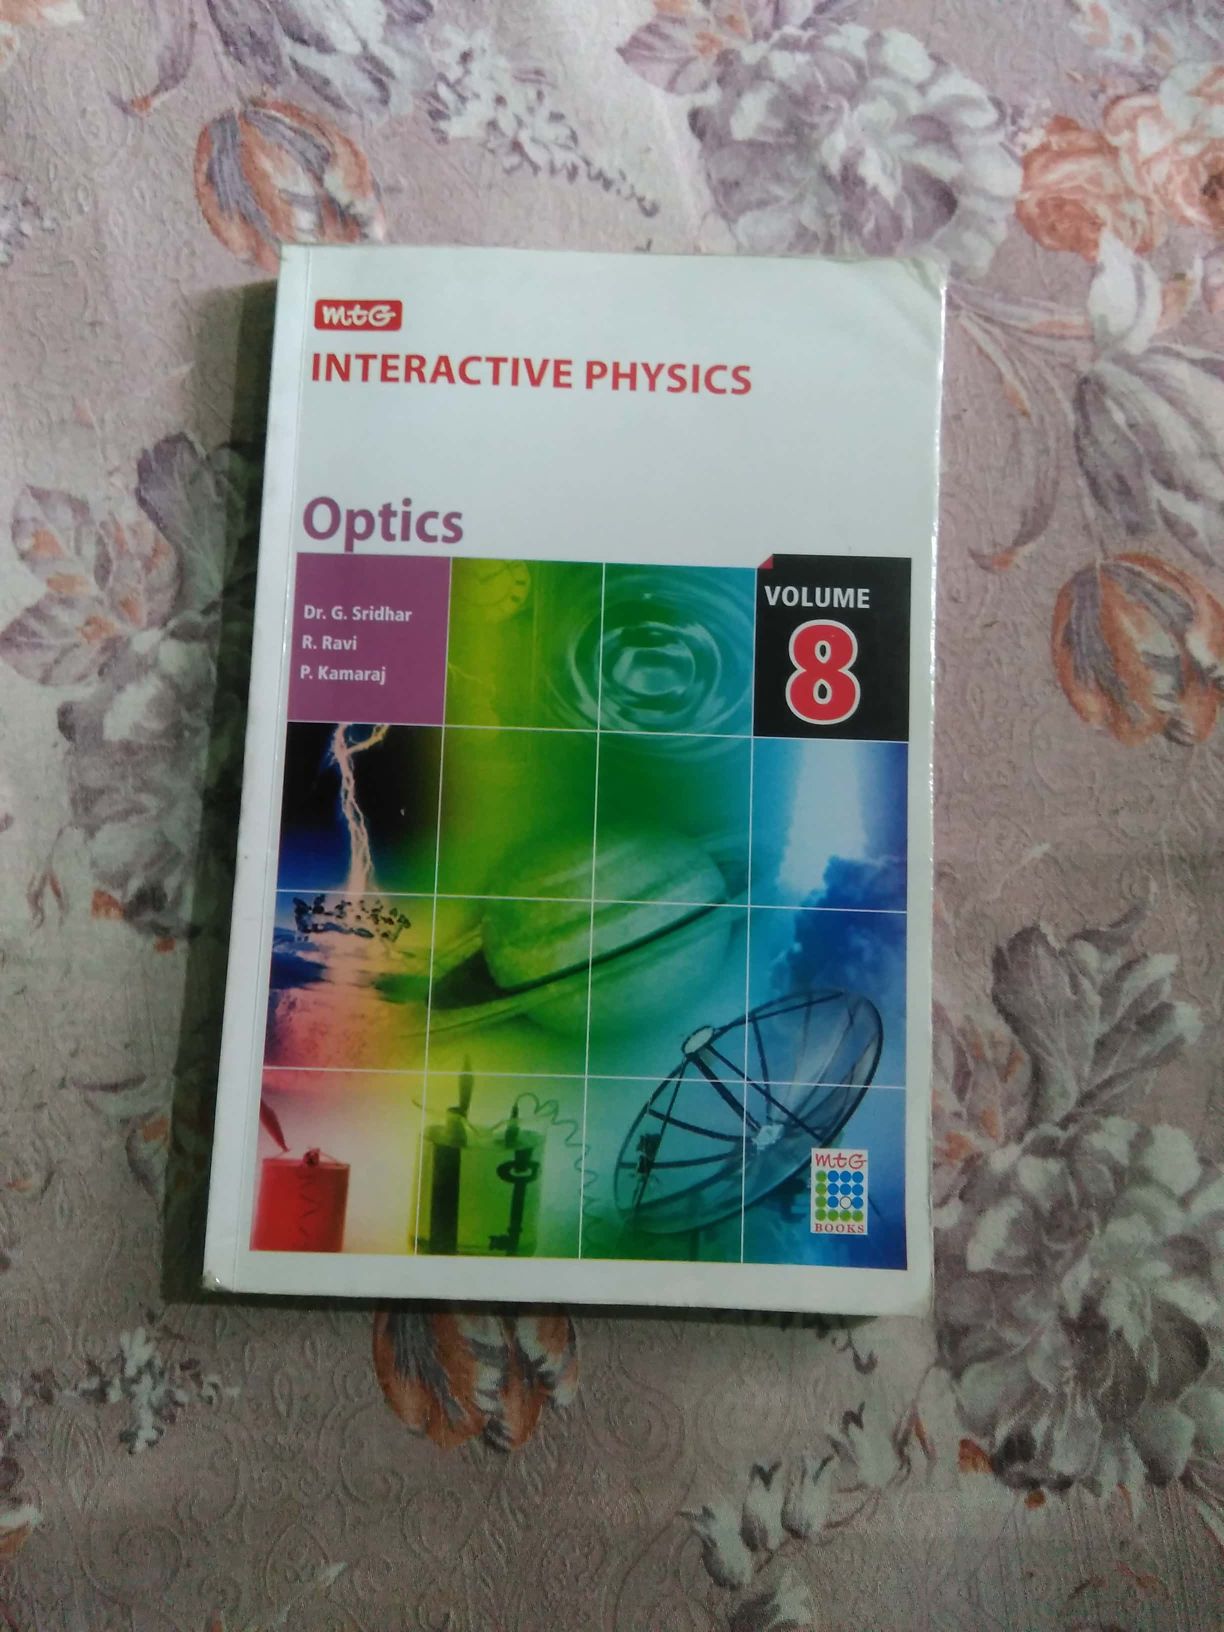 mtG
INTERACTIVE PHYSICS
Optics
Dr. G. Sridhar
R. Ravi
P. Kamaraj
VOLUME
8
mtG
BOOKS